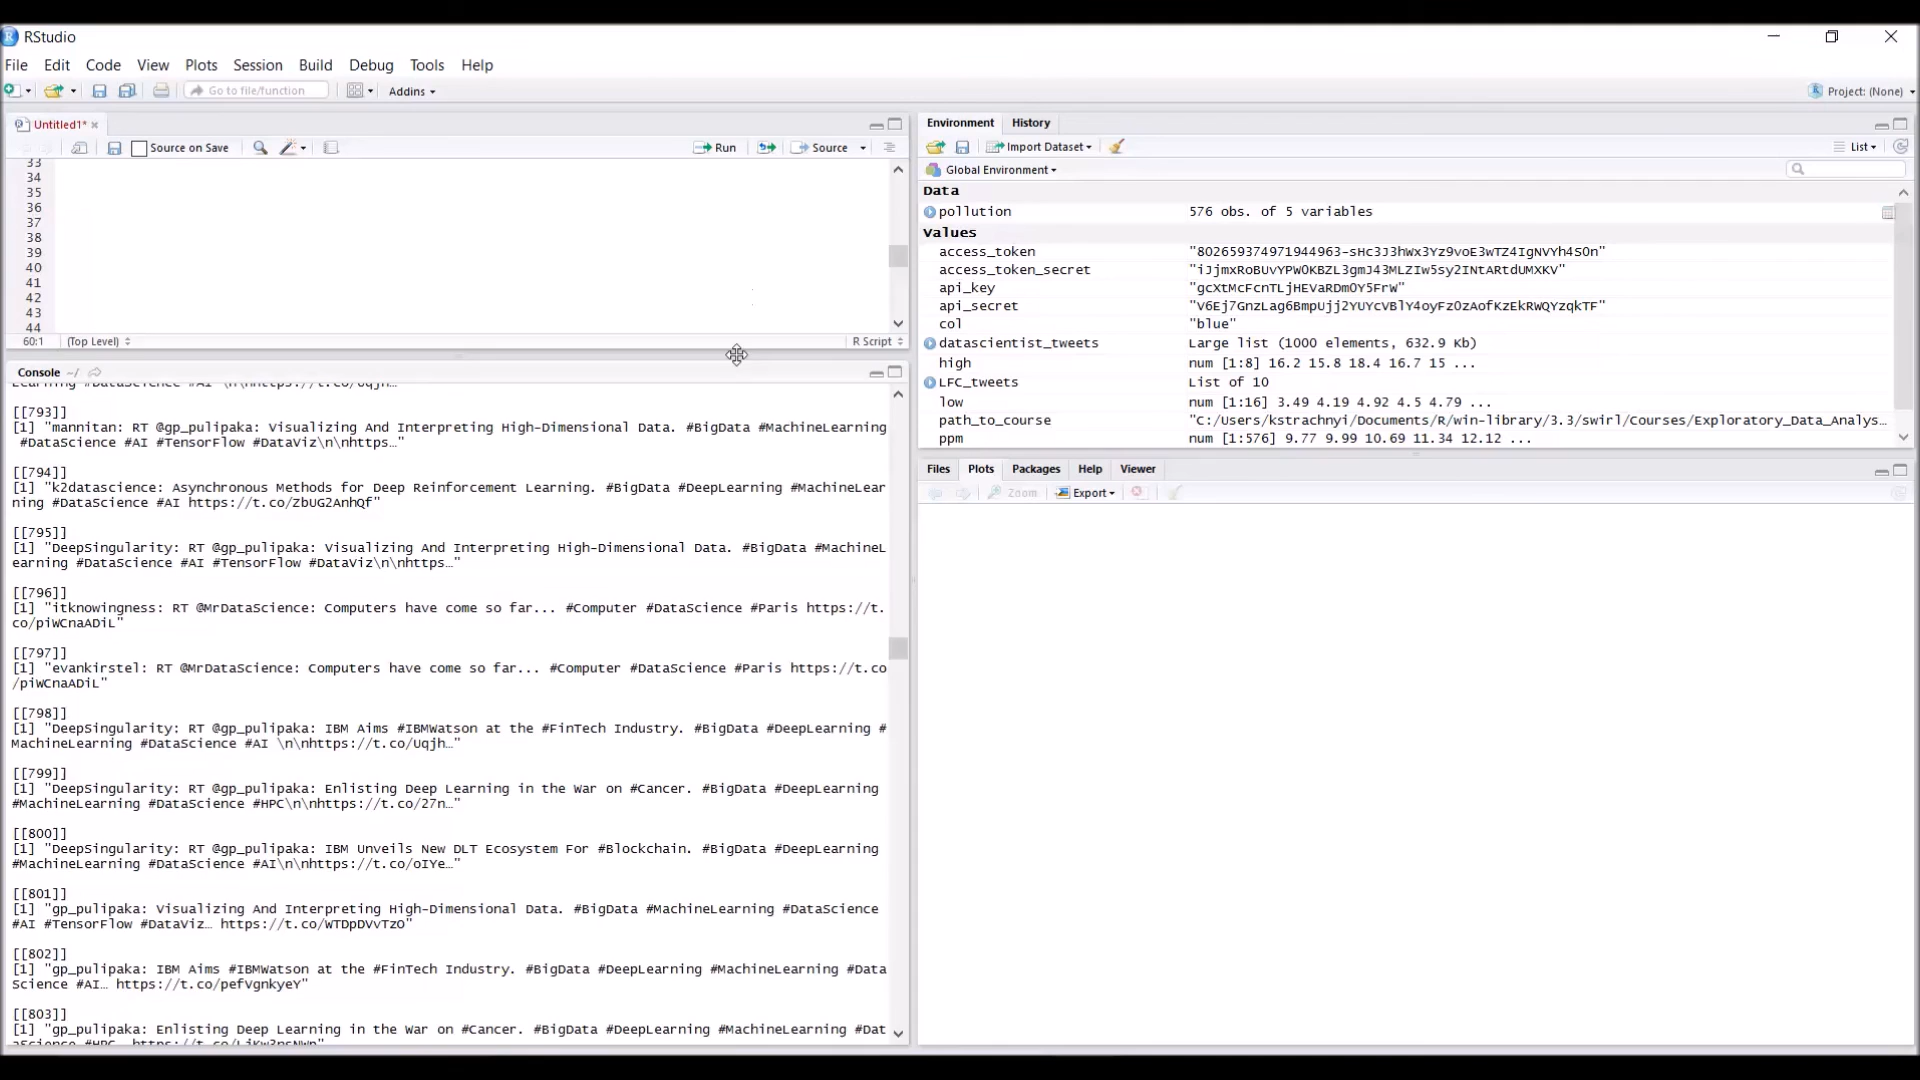 RStudio
File Edit Code View Plots Session Build Debug Tools Help
Go to file/function Addins
Project: (None)
Untitled1*
Source on Save Run Source
33
34
35
36
37
38
39
40
41
42
43
44
60:1 (Top Level) R Script
Console ~/
Learning #DataScience #AI \n\nhttps://t.co/Uqjh…"
[[793]]
[1] "mannitan: RT @gp_pulipaka: Visualizing And Interpreting High-Dimensional Data. #BigData #MachineLearning
#DataScience #AI #TensorFlow #DataViz\n\nhttps…"
[[794]]
[1] "k2datascience: Asynchronous Methods for Deep Reinforcement Learning. #BigData #DeepLearning #MachineLear
ning #DataScience #AI https://t.co/ZbUG2AnhQf"
[[795]]
[1] "DeepSingularity: RT @gp_pulipaka: Visualizing And Interpreting High-Dimensional Data. #BigData #MachineL
earning #DataScience #AI #TensorFlow #DataViz\n\nhttps…"
[[796]]
[1] "itknowingness: RT @MrDataScience: Computers have come so far... #Computer #DataScience #Paris https://t.
co/piWCnaADiL"
[[797]]
[1] "evankirstel: RT @MrDataScience: Computers have come so far... #Computer #DataScience #Paris https://t.co
/piWCnaADiL"
[[798]]
[1] "DeepSingularity: RT @gp_pulipaka: IBM Aims #IBMWatson at the #FinTech Industry. #BigData #DeepLearning #
MachineLearning #DataScience #AI \n\nhttps://t.co/Uqjh…"
[[799]]
[1] "DeepSingularity: RT @gp_pulipaka: Enlisting Deep Learning in the War on #Cancer. #BigData #DeepLearning
#MachineLearning #DataScience #HPC\n\nhttps://t.co/27n…"
[[800]]
[1] "DeepSingularity: RT @gp_pulipaka: IBM Unveils New DLT Ecosystem For #Blockchain. #BigData #DeepLearning
#MachineLearning #DataScience #AI\n\nhttps://t.co/oIYe…"
[[801]]
[1] "gp_pulipaka: Visualizing And Interpreting High-Dimensional Data. #BigData #MachineLearning #DataScience
#AI #TensorFlow #DataViz… https://t.co/WTDpDVvTzO"
[[802]]
[1] "gp_pulipaka: IBM Aims #IBMWatson at the #FinTech Industry. #BigData #DeepLearning #MachineLearning #Data
Science #AI… https://t.co/pefVgnkyeY"
[[803]]
[1] "gp_pulipaka: Enlisting Deep Learning in the War on #Cancer. #BigData #DeepLearning #MachineLearning #Dat
aScience #HPC
Environment History
Import Dataset List
Global Environment
Data
pollution 576 obs. of 5 variables
Values
access_token "802659374971944963-sHc3J3hWx3Yz9voE3wTZ4IgNVYh4SOn"
access_token_secret "iJjmxRoBUvYPW0KBZL3gmJ43MLZIw5sy2INtARtdUMXKV"
api_key "gcXtMcFcnTLjHEVaRDmOY5FrW"
api_secret "V6Ej7GnzLag6BmpUjj2YUYcVBlY4oyFzOzAofKzEkRWQYzqkTF"
col "blue"
datascientist_tweets Large list (1000 elements, 632.9 Kb)
high num [1:8] 16.2 15.8 18.4 16.7 15 ...
LFC_tweets List of 10
low num [1:16] 3.49 4.19 4.92 4.5 4.79 ...
path_to_course "C:/Users/kstrachnyi/Documents/R/win-library/3.3/swirl/Courses/Exploratory_Data_Analys…
ppm num [1:576] 9.77 9.99 10.69 11.34 12.12 ...
Files Plots Packages Help Viewer
Zoom Export